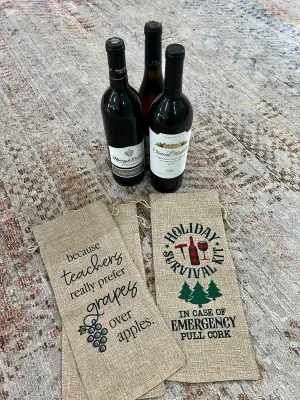 because
teachers
really prefer
grapes
over
apples.
HOLIDAY
SURVIVAL KIT
IN CASE OF
EMERGENCY
PULL CORK